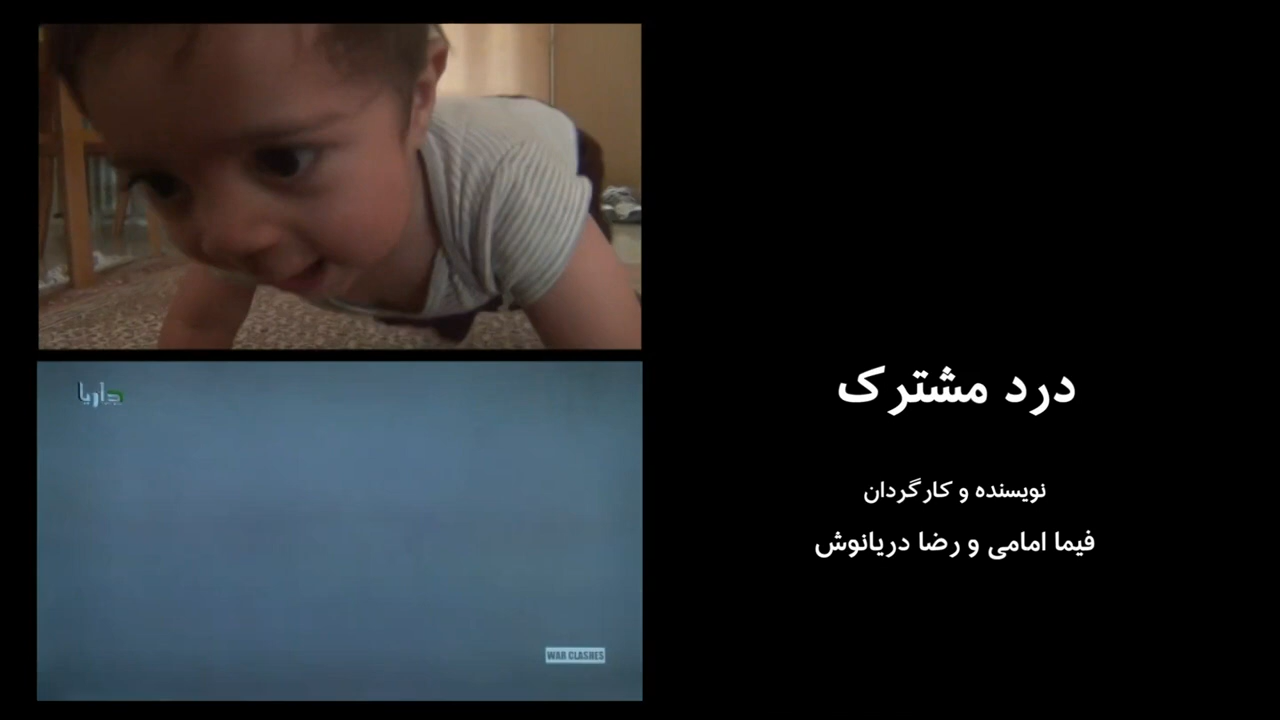 داریا
WAR CLASHES
درد مشترک
نویسنده و کارگردان
فیما امامی و رضا دریانوش